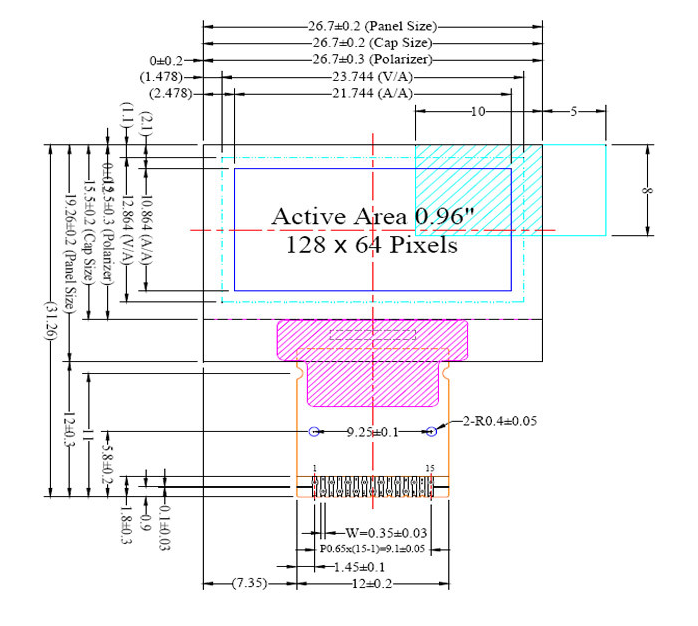 26.7±0.2 (Panel Size)
26.7±0.2 (Cap Size)
0±0.2
26.7±0.3 (Polarizer)
(1.478)
23.744 (V/A)
(2.478)
21.744 (A/A)
(1.1)
(2.1)
10
5
8
Active Area 0.96"
128 x 64 Pixels
(31.26)
19.26±0.2 (Panel Size)
15.5±0.2 (Cap Size)
15.5±0.3 (Polarizer)
12.864 (V/A)
10.864 (A/A)
12±0.3
11
5.8±0.2
9.25±0.1
2-R0.4±0.05
1
15
1.8±0.3
0.9
0.1±0.03
W=0.35±0.03
P0.65x(15-1)=9.1±0.05
1.45±0.1
(7.35)
12±0.2